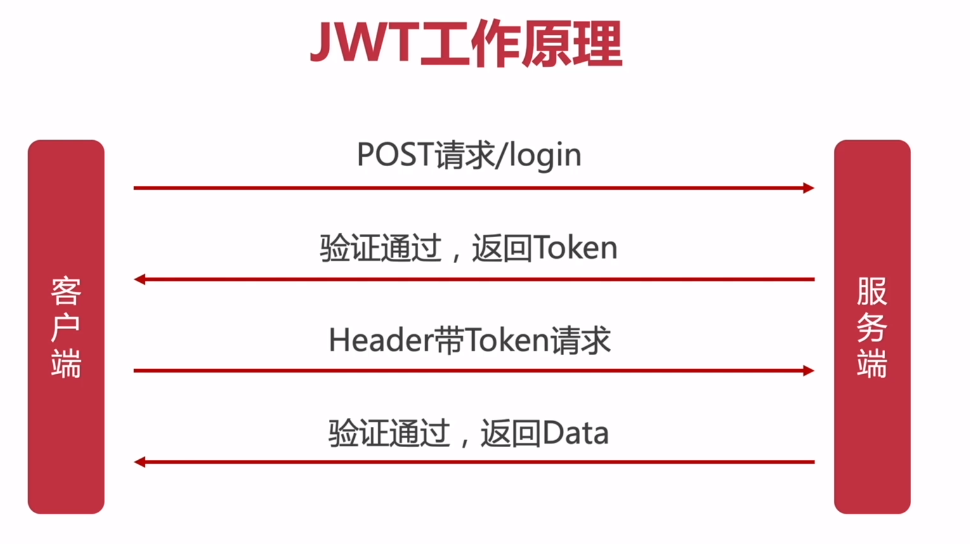 JWT工作原理
POST请求/login
验证通过，返回Token
客户端
服务端
Header带Token请求
验证通过，返回Data